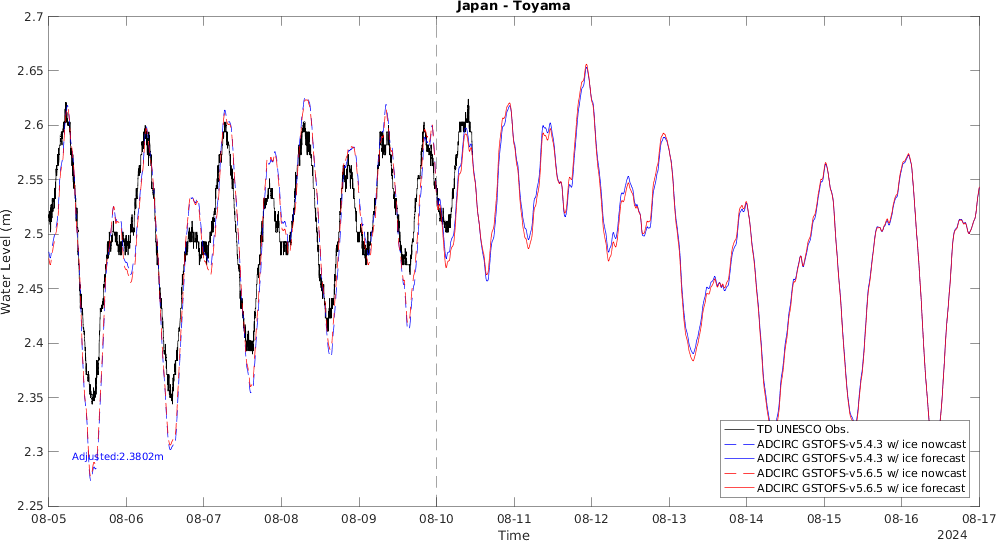 Japan - Toyama
2.7
2.65
2.6
2.55
2.5
2.45
2.4
2.35
2.3
2.25
Water Level (m)
Adjusted:2.3802m
TD UNESCO Obs.
ADCIRC GSTOFS-v5.4.3 w/ ice nowcast
ADCIRC GSTOFS-v5.4.3 w/ ice forecast
ADCIRC GSTOFS-v5.6.5 w/ ice nowcast
ADCIRC GSTOFS-v5.6.5 w/ ice forecast
08-05 08-06 08-07 08-08 08-09 08-10 08-11 08-12 08-13 08-14 08-15 08-16 08-17
Time
2024